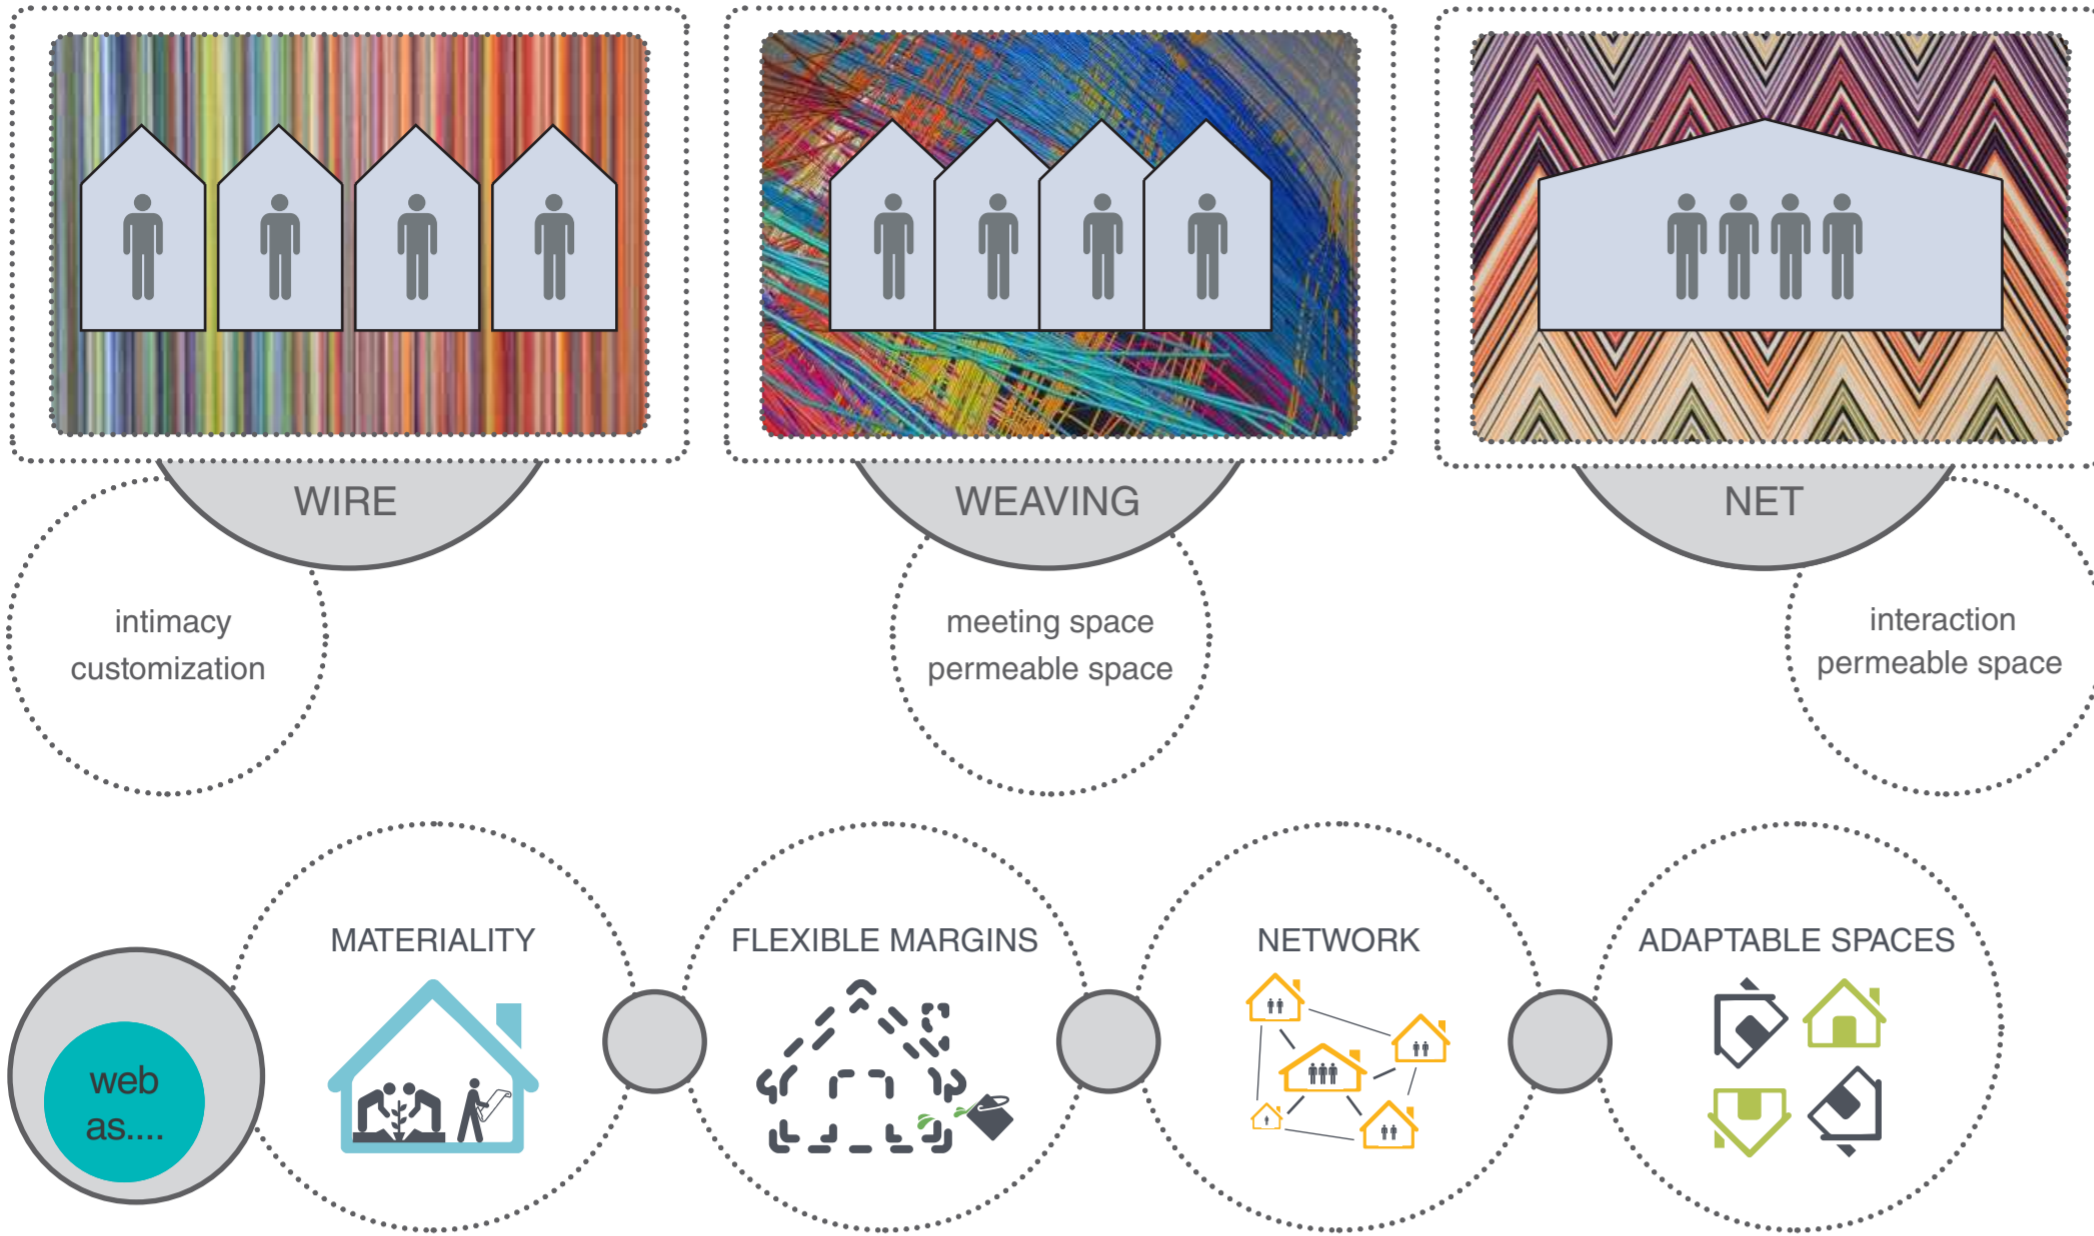 WIRE
WEAVING
NET
intimacy
customization
meeting space
permeable space
interaction
permeable space
MATERIALITY
FLEXIBLE MARGINS
NETWORK
ADAPTABLE SPACES
web
as....